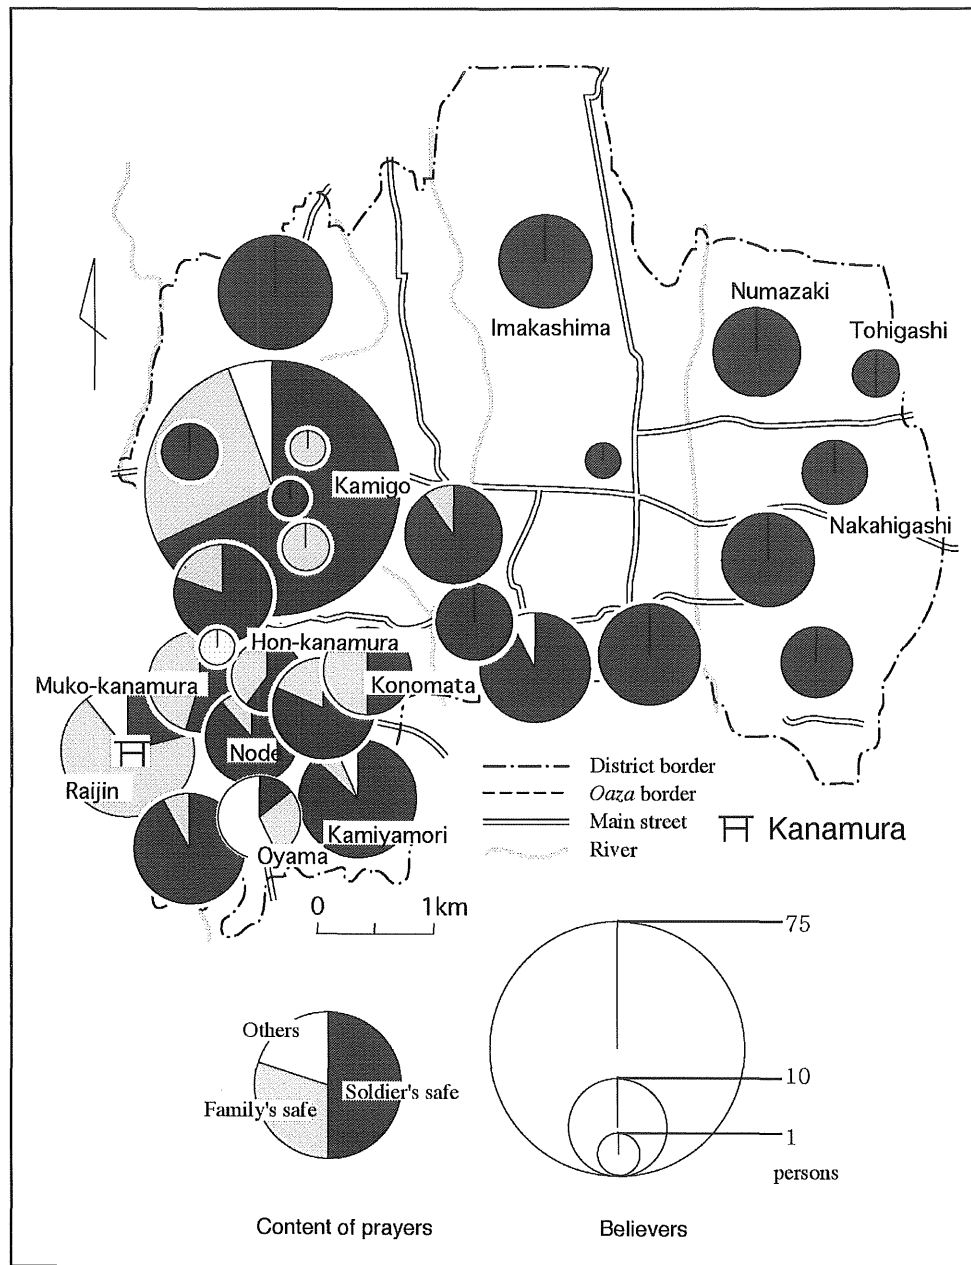 Imakashima
Numazaki
Tohigashi
Kamigo
Nakahigashi
Hon-kanamura
Muko-kanamura
Konomata
Node
Raijin
Kamiyamori
Oyama
District border
Oaza border
Main street
River
Kanamura
0 1km
75
10
1
persons
Others
Soldier's safe
Family's safe
Content of prayers
Believers